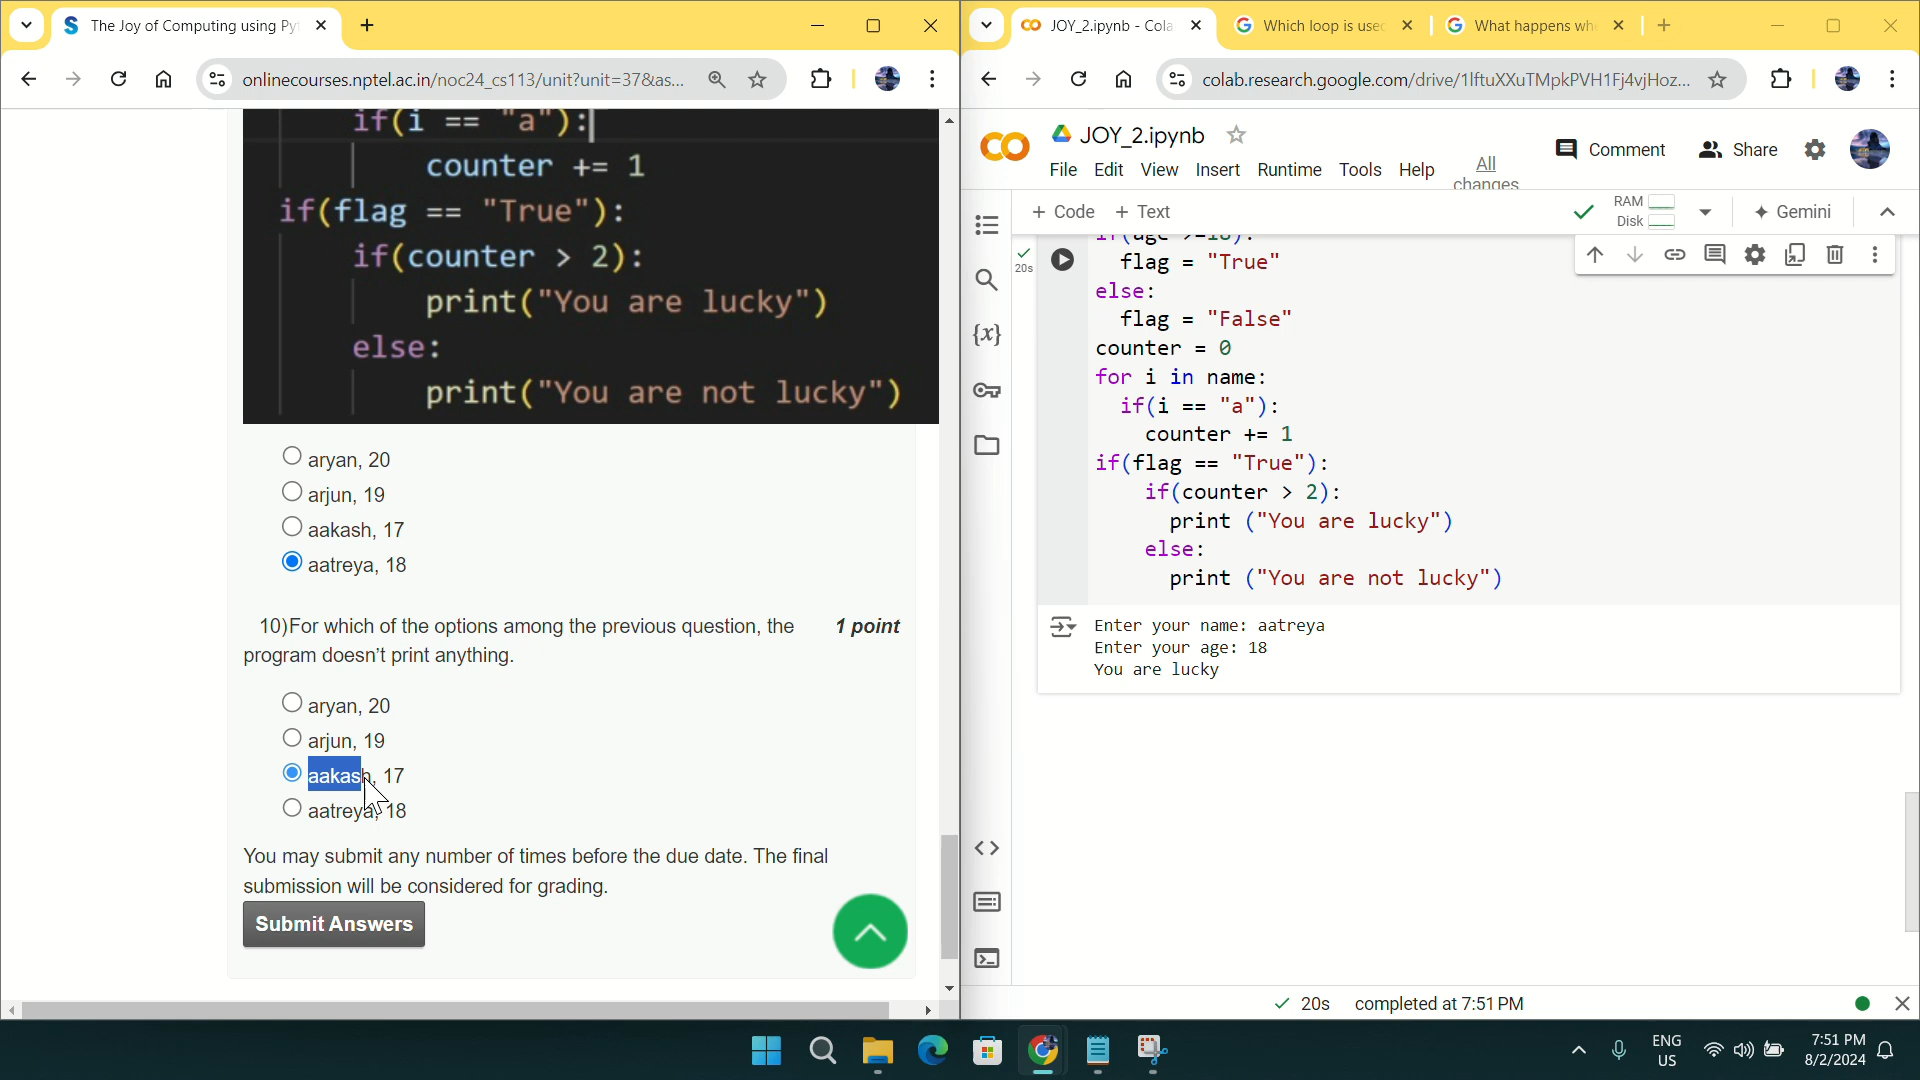 The Joy of Computing using Py
onlinecourses.nptel.ac.in/noc24_cs113/unit?unit=37&as...
if(i == "a"):
counter += 1
if(flag == "True"):
if(counter > 2):
print("You are lucky")
else:
print("You are not lucky")
aryan, 20
arjun, 19
aakash, 17
aatreya, 18
10)For which of the options among the previous question, the
1 point
program doesn’t print anything.
aryan, 20
arjun, 19
aakash, 17
aatreya, 18
You may submit any number of times before the due date. The final
submission will be considered for grading.
Submit Answers
JOY_2.ipynb - Cola
Which loop is used
What happens wh
colab.research.google.com/drive/1lftuXXuTMpkPVH1Fj4vjHoz...
JOY_2.ipynb
Comment
Share
File Edit View Insert Runtime Tools Help
All
changes
+ Code + Text
RAM
Disk
Gemini
20s
if(age >=18):
flag = "True"
else:
flag = "False"
counter = 0
for i in name:
if(i == "a"):
counter += 1
if(flag == "True"):
if(counter > 2):
print ("You are lucky")
else:
print ("You are not lucky")
{x}
Enter your name: aatreya
Enter your age: 18
You are lucky
20s completed at 7:51 PM
ENG
US
7:51 PM
8/2/2024